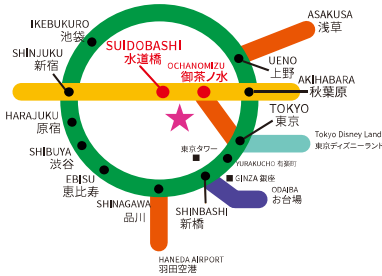 ASAKUSA
浅草
IKEBUKURO
池袋
SUIDOBASHI
水道橋
OCHANOMIZU
御茶ノ水
UENO
上野
SHINJUKU
新宿
AKIHABARA
秋葉原
HARAJUKU
原宿
TOKYO
東京
Tokyo Disney Land
東京ディズニーランド
SHIBUYA
渋谷
東京タワー
YURAKUCHO 有楽町
EBISU
恵比寿
GINZA 銀座
ODAIBA
お台場
SHINAGAWA
品川
SHINBASHI
新橋
HANEDA AIRPORT
羽田空港